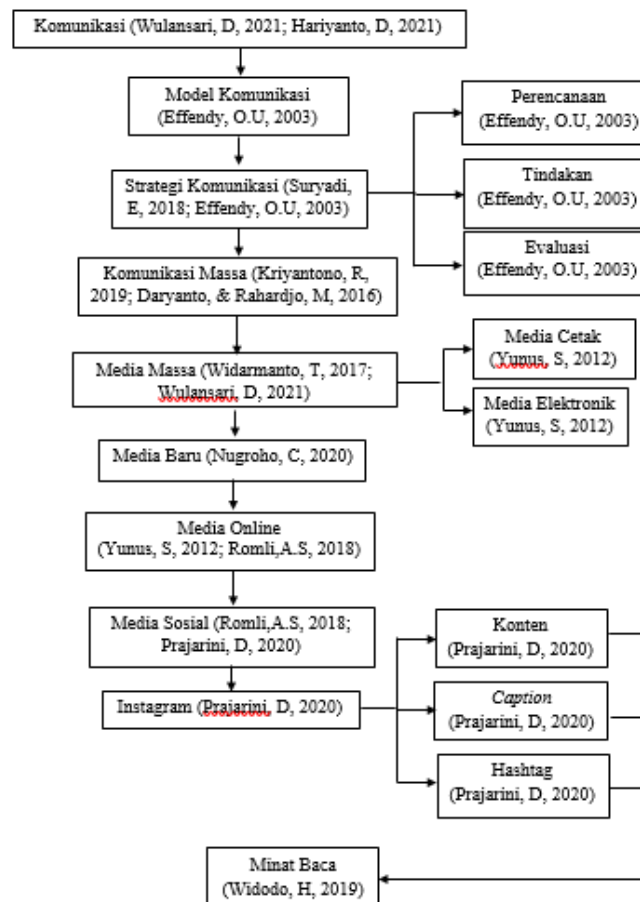 Komunikasi (Wulansari, D, 2021; Hariyanto, D, 2021)
Model Komunikasi
(Effendy, O.U, 2003)
Perencanaan
(Effendy, O.U, 2003)
Strategi Komunikasi (Suryadi,
E, 2018; Effendy, O.U, 2003)
Tindakan
(Effendy, O.U, 2003)
Evaluasi
(Effendy, O.U, 2003)
Komunikasi Massa (Kriyantono, R,
2019; Daryanto, & Rahardjo, M, 2016)
Media Massa (Widarmanto, T, 2017;
Wulansari, D, 2021)
Media Cetak
(Yunus, S, 2012)
Media Elektronik
(Yunus, S, 2012)
Media Baru (Nugroho, C, 2020)
Media Online
(Yunus, S, 2012; Romli,A.S, 2018)
Media Sosial (Romli,A.S, 2018;
Prajarini, D, 2020)
Instagram (Prajarini, D, 2020)
Konten
(Prajarini, D, 2020)
Caption
(Prajarini, D, 2020)
Hashtag
(Prajarini, D, 2020)
Minat Baca
(Widodo, H, 2019)